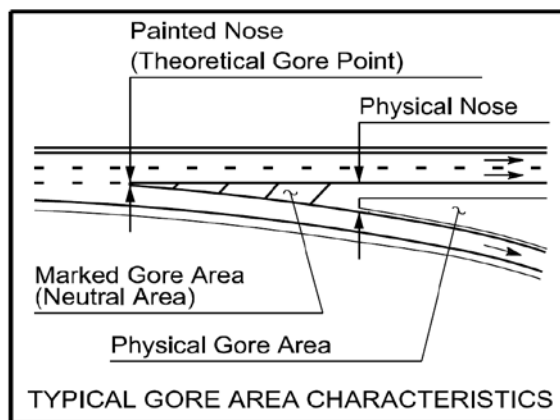 Painted Nose
(Theoretical Gore Point)
Physical Nose
Marked Gore Area
(Neutral Area)
Physical Gore Area
TYPICAL GORE AREA CHARACTERISTICS